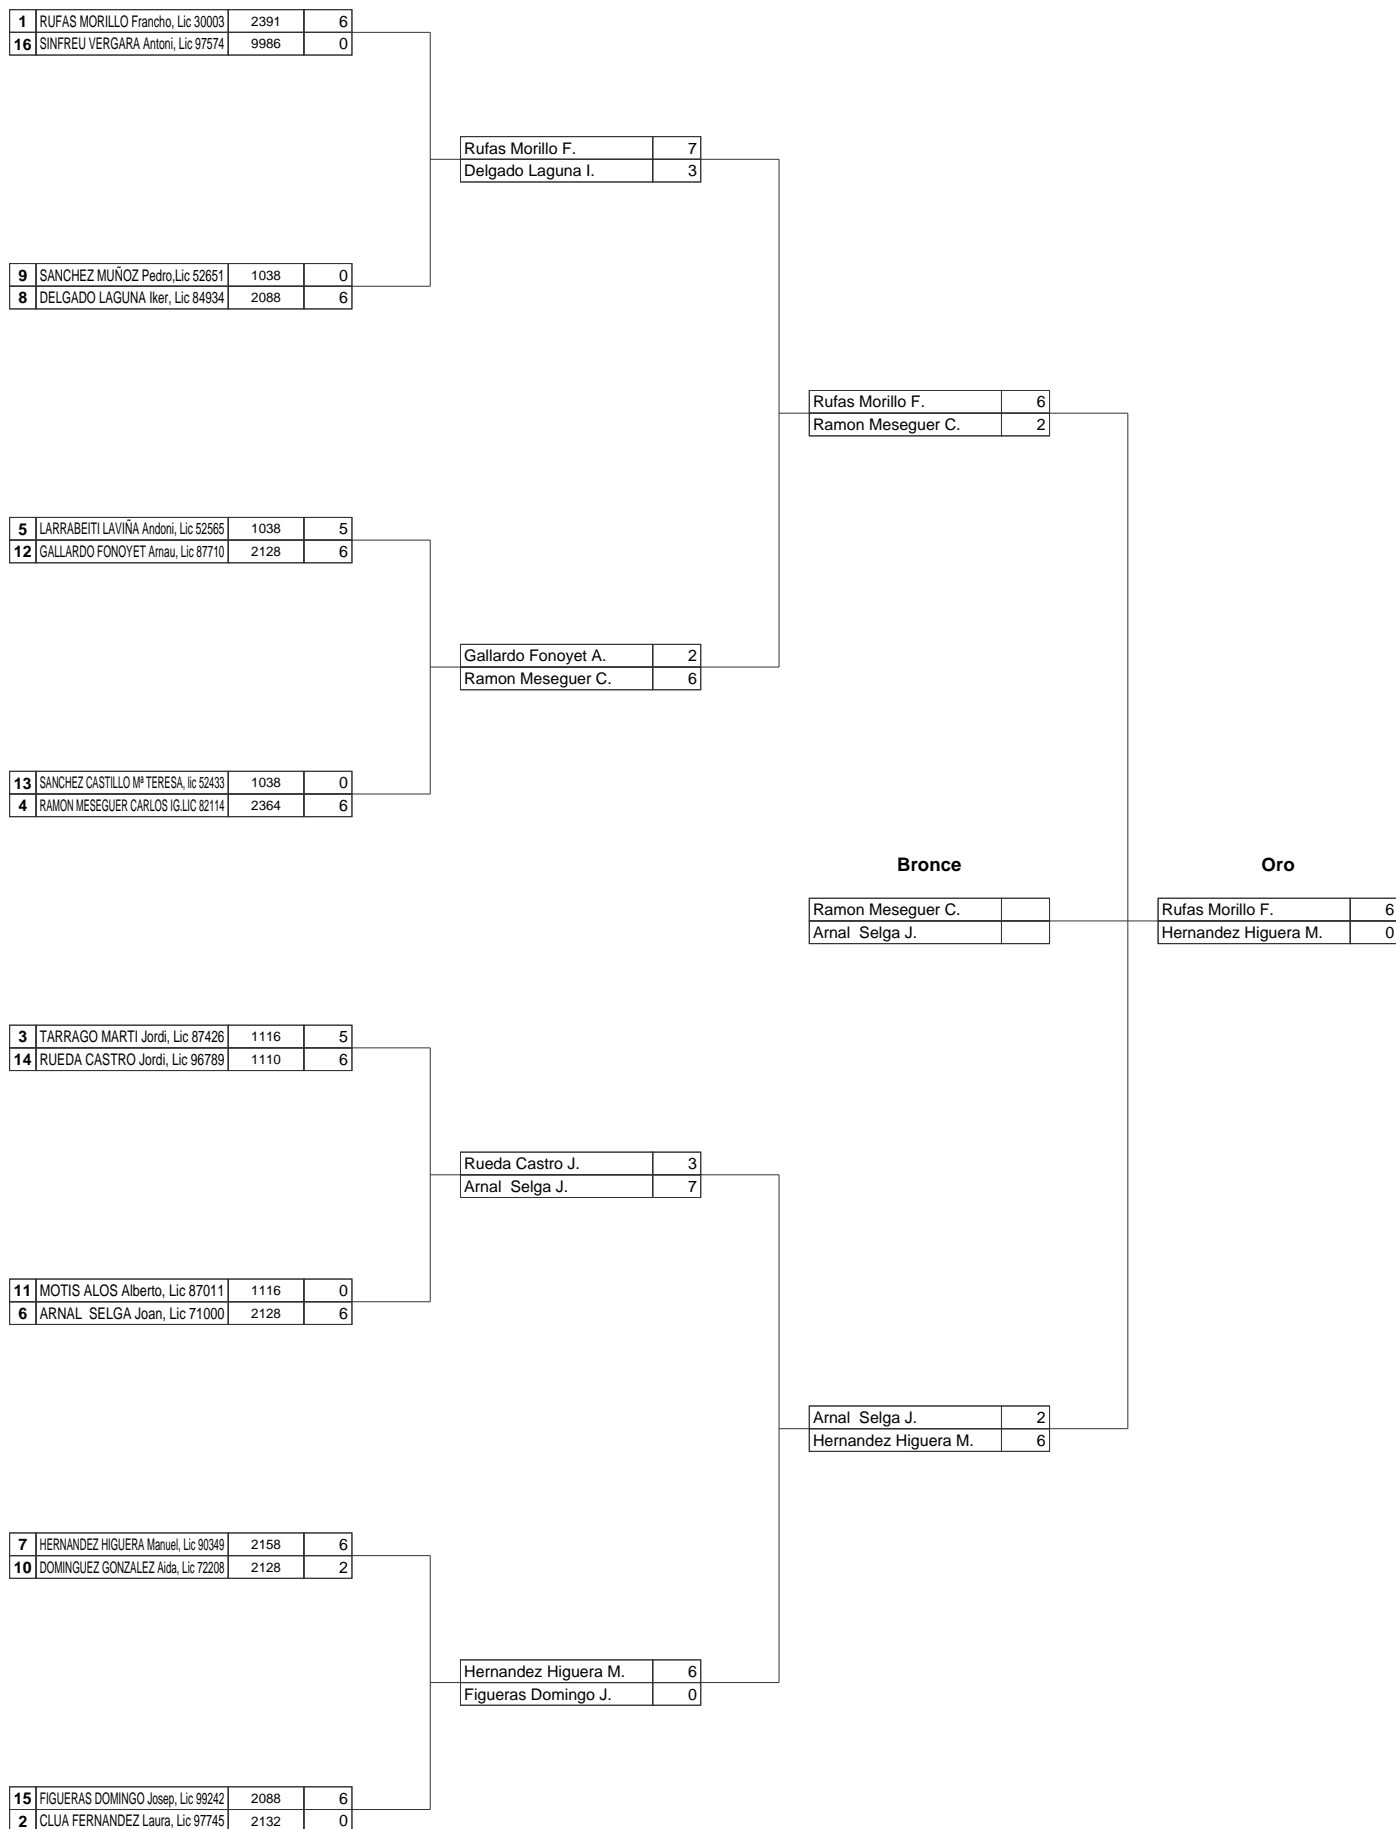 1 RUFAS MORILLO Francho, Lic 30003 2391 6
16 SINFREU VERGARA Antoni, Lic 97574 9986 0
Rufas Morillo F. 7
Delgado Laguna I. 3
9 SANCHEZ MUÑOZ Pedro,Lic 52651 1038 0
8 DELGADO LAGUNA Iker, Lic 84934 2088 6
Rufas Morillo F. 6
Ramon Meseguer C. 2
5 LARRABEITI LAVIÑA Andoni, Lic 52565 1038 5
12 GALLARDO FONOYET Arnau, Lic 87710 2128 6
Gallardo Fonoyet A. 2
Ramon Meseguer C. 6
13 SANCHEZ CASTILLO Mª TERESA, lic 52433 1038 0
4 RAMON MESEGUER CARLOS IG.LIC 82114 2364 6
Bronce Oro
Ramon Meseguer C. Rufas Morillo F. 6
Arnal  Selga J. Hernandez Higuera M. 0
3 TARRAGO MARTI Jordi, Lic 87426 1116 5
14 RUEDA CASTRO Jordi, Lic 96789 1110 6
Rueda Castro J. 3
Arnal  Selga J. 7
11 MOTIS ALOS Alberto, Lic 87011 1116 0
6 ARNAL  SELGA Joan, Lic 71000 2128 6
Arnal  Selga J. 2
Hernandez Higuera M. 6
7 HERNANDEZ HIGUERA Manuel, Lic 90349 2158 6
10 DOMINGUEZ GONZALEZ Aida, Lic 72208 2128 2
Hernandez Higuera M. 6
Figueras Domingo J. 0
15 FIGUERAS DOMINGO Josep, Lic 99242 2088 6
2 CLUA FERNANDEZ Laura, Lic 97745 2132 0